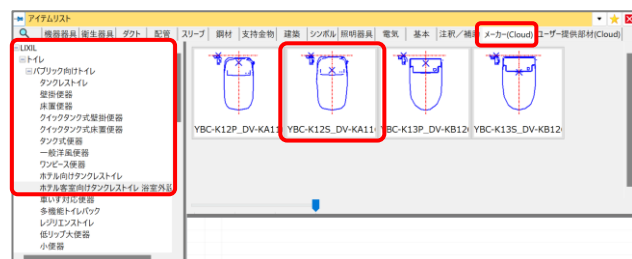 アイテムリスト
機器器具 衛生器具 ダクト 配管 スリーブ 鋼材 支持金物 建築 シンボル 照明器具 電気 基本 注釈／補 メーカー(Cloud) ユーザー提供部材(Cloud)
LIXIL
トイレ
パブリック向けトイレ
タンクレストイレ
壁掛便器
床置便器
クイックタンク式壁掛便器
クイックタンク式床置便器
タンク式便器
一般洋風便器
ワンピース便器
ホテル向けタンクレストイレ
ホテル客室向けタンクレストイレ 浴室外設
車いす対応便器
多機能トイレパック
レジリエンストイレ
低リップ大便器
小便器
YBC-K12P_DV-KA11 YBC-K12S_DV-KA11 YBC-K13P_DV-KB12 YBC-K13S_DV-KB12